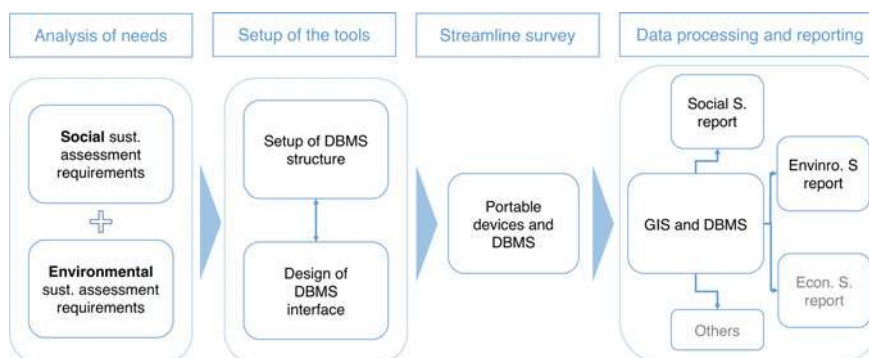 Analysis of needs
Setup of the tools
Streamline survey
Data processing and reporting
Social sust.
assessment
requirements
Environmental
sust. assessment
requirements
Setup of DBMS
structure
Design of
DBMS
interface
Portable
devices and
DBMS
Social S.
report
GIS and DBMS
Envinro. S
report
Econ. S.
report
Others